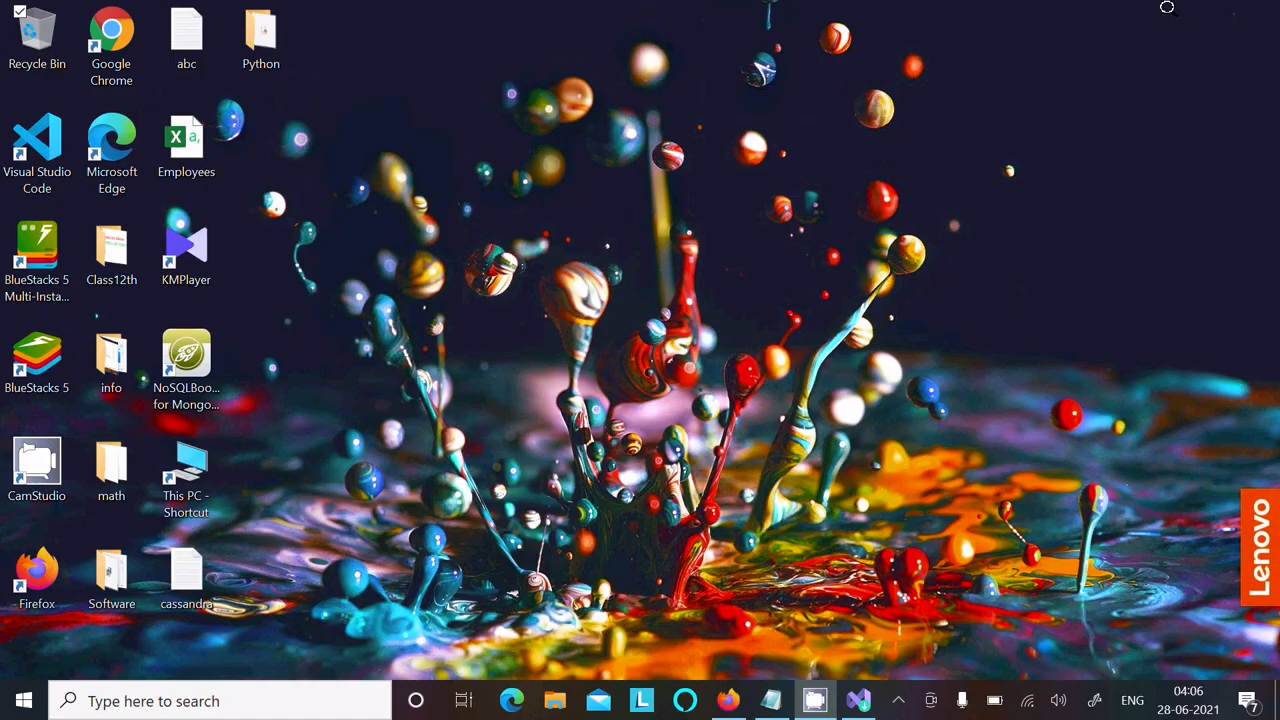 Recycle Bin
Google
Chrome
abc
Python
Visual Studio
Code
Microsoft
Edge
Employees
BlueStacks 5
Multi-Insta...
Class12th
KMPlayer
BlueStacks 5
info
NoSQLBoo...
for Mongo...
CamStudio
math
This PC -
Shortcut
Firefox
Software
cassandra
Lenovo
Type here to search
ENG
04:06
28-06-2021
7